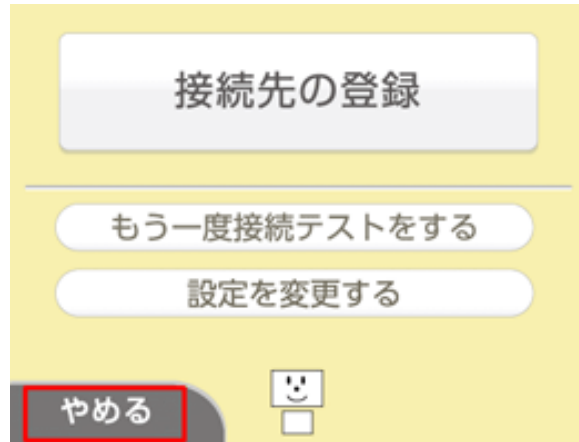 接続先の登録
もう一度接続テストをする
設定を変更する
やめる